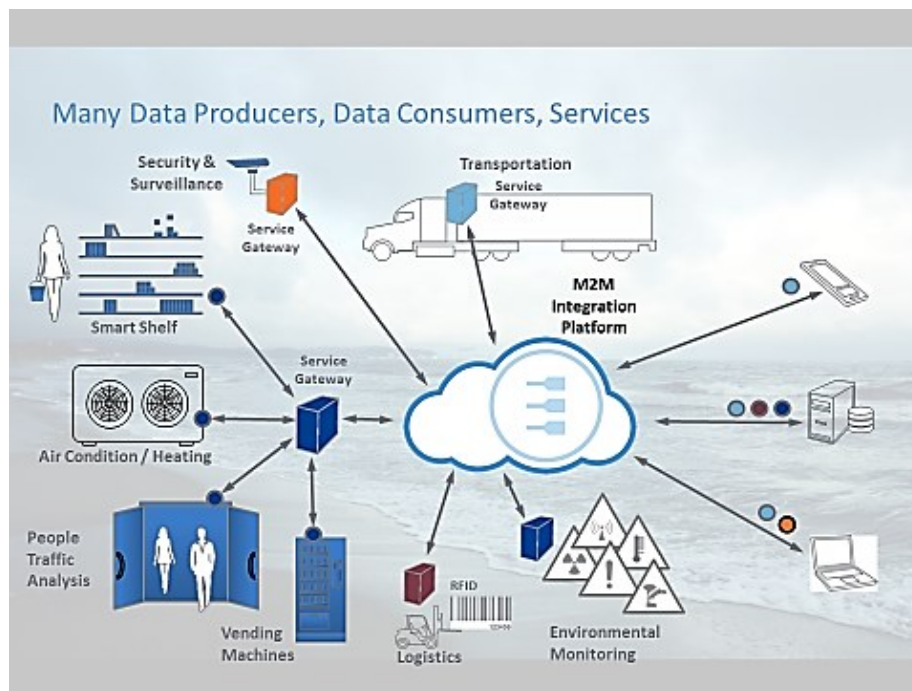 Many Data Producers, Data Consumers, Services
Security &
Surveillance
Service
Gateway
Transportation
Service
Gateway
M2M
Integration
Platform
Smart Shelf
Service
Gateway
Air Condition / Heating
People
Traffic
Analysis
Vending
Machines
RFID
Logistics
Environmental
Monitoring